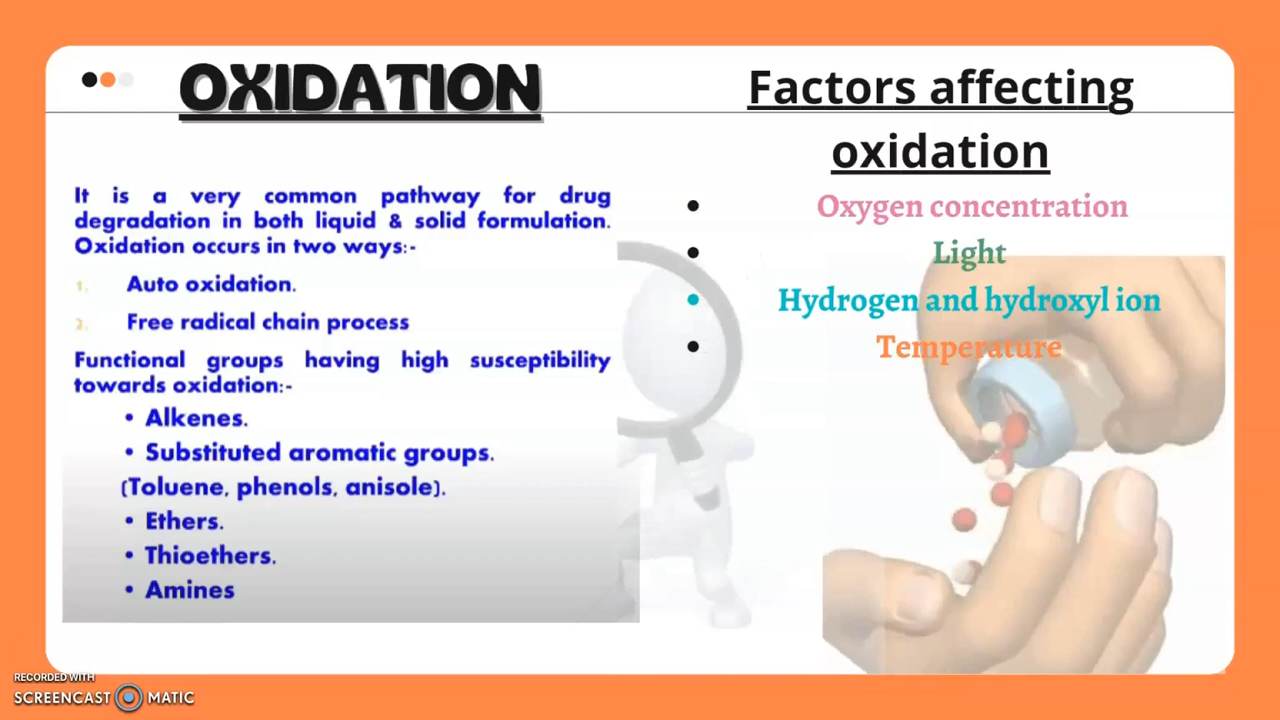 OXIDATION
It is a very common pathway for drug
degradation in both liquid & solid formulation.
Oxidation occurs in two ways:-
1. Auto oxidation.
2. Free radical chain process
Functional groups having high susceptibility
towards oxidation:-
• Alkenes.
• Substituted aromatic groups.
(Toluene, phenols, anisole).
• Ethers.
• Thioethers.
• Amines
Factors affecting
oxidation
• Oxygen concentration
• Light
• Hydrogen and hydroxyl ion
• Temperature
RECORDED WITH
SCREENCAST MATIC